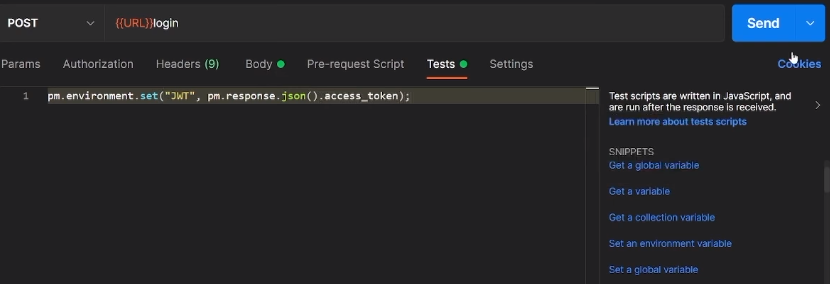 POST
{{URL}}login
Send
Params
Authorization
Headers (9)
Body
Pre-request Script
Tests
Settings
Cookies
1
pm.environment.set("JWT", pm.response.json().access_token);
Test scripts are written in JavaScript, and
are run after the response is received.
Learn more about tests scripts
SNIPPETS
Get a global variable
Get a variable
Get a collection variable
Set an environment variable
Set a global variable